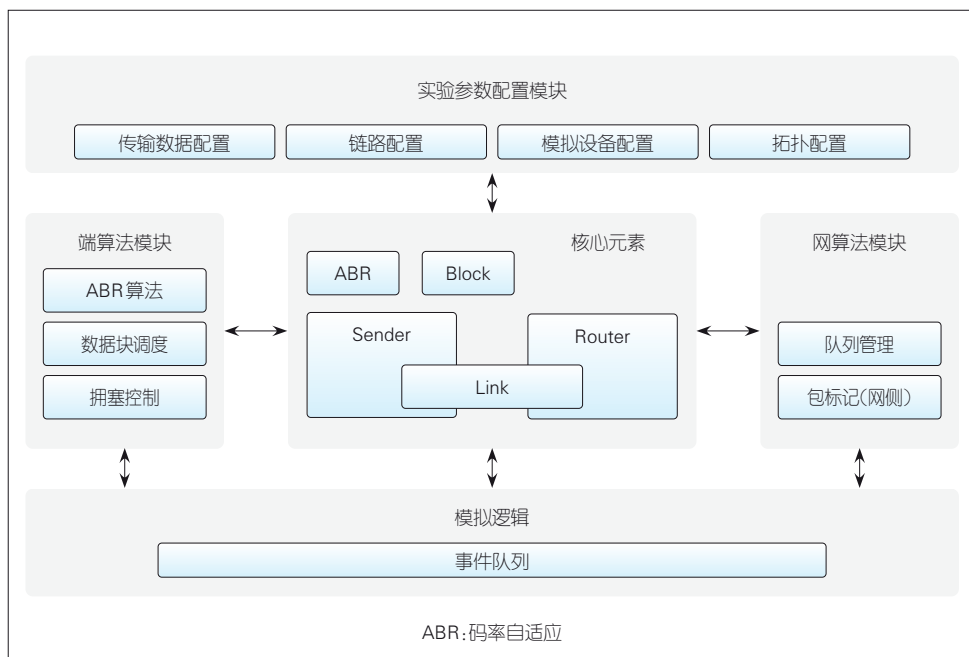 实验参数配置模块
传输数据配置
链路配置
模拟设备配置
拓扑配置
端算法模块
ABR算法
数据块调度
拥塞控制
核心元素
ABR
Block
Sender
Router
Link
网算法模块
队列管理
包标记(网侧)
模拟逻辑
事件队列
ABR:码率自适应